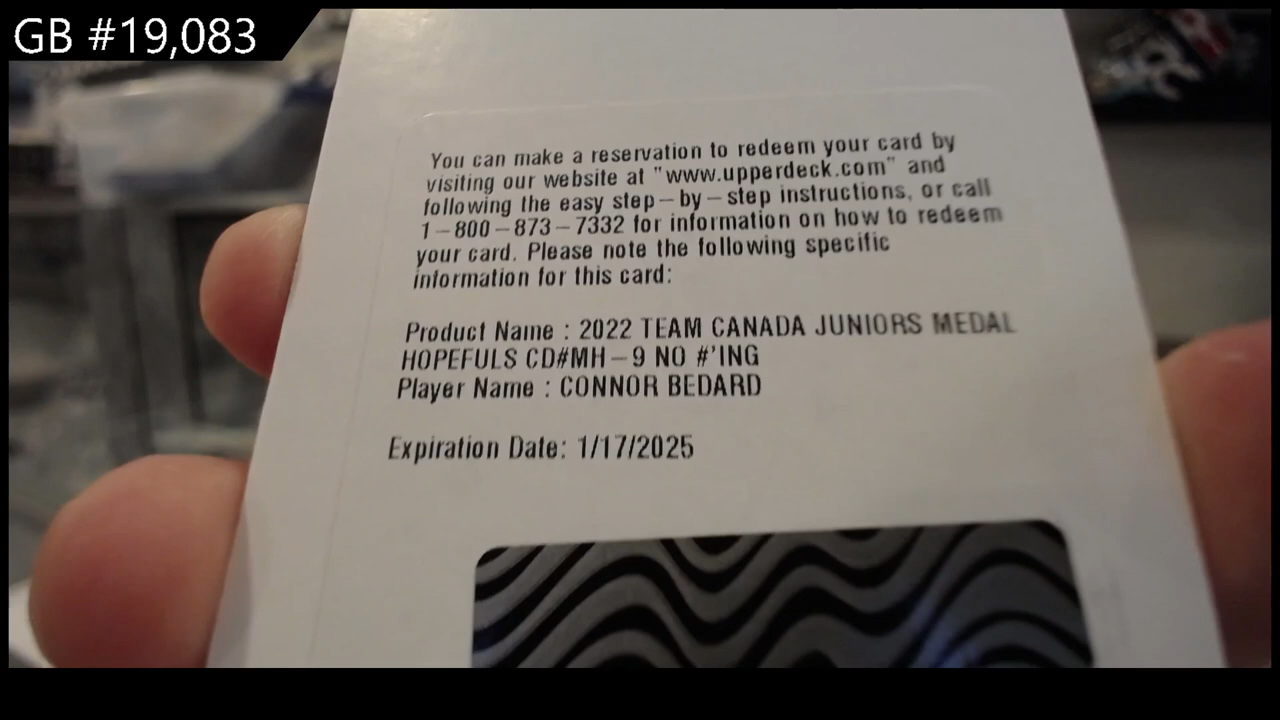 GB #19,083
You can make a reservation to redeem your card by
visiting our website at "www.upperdeck.com" and
following the easy step – by – step instructions, or call
1 – 800 – 873 – 7332 for information on how to redeem
your card. Please note the following specific
information for this card:
Product Name : 2022 TEAM CANADA JUNIORS MEDAL
HOPEFULS CD#MH – 9 NO #'ING
Player Name : CONNOR BEDARD
Expiration Date: 1/17/2025